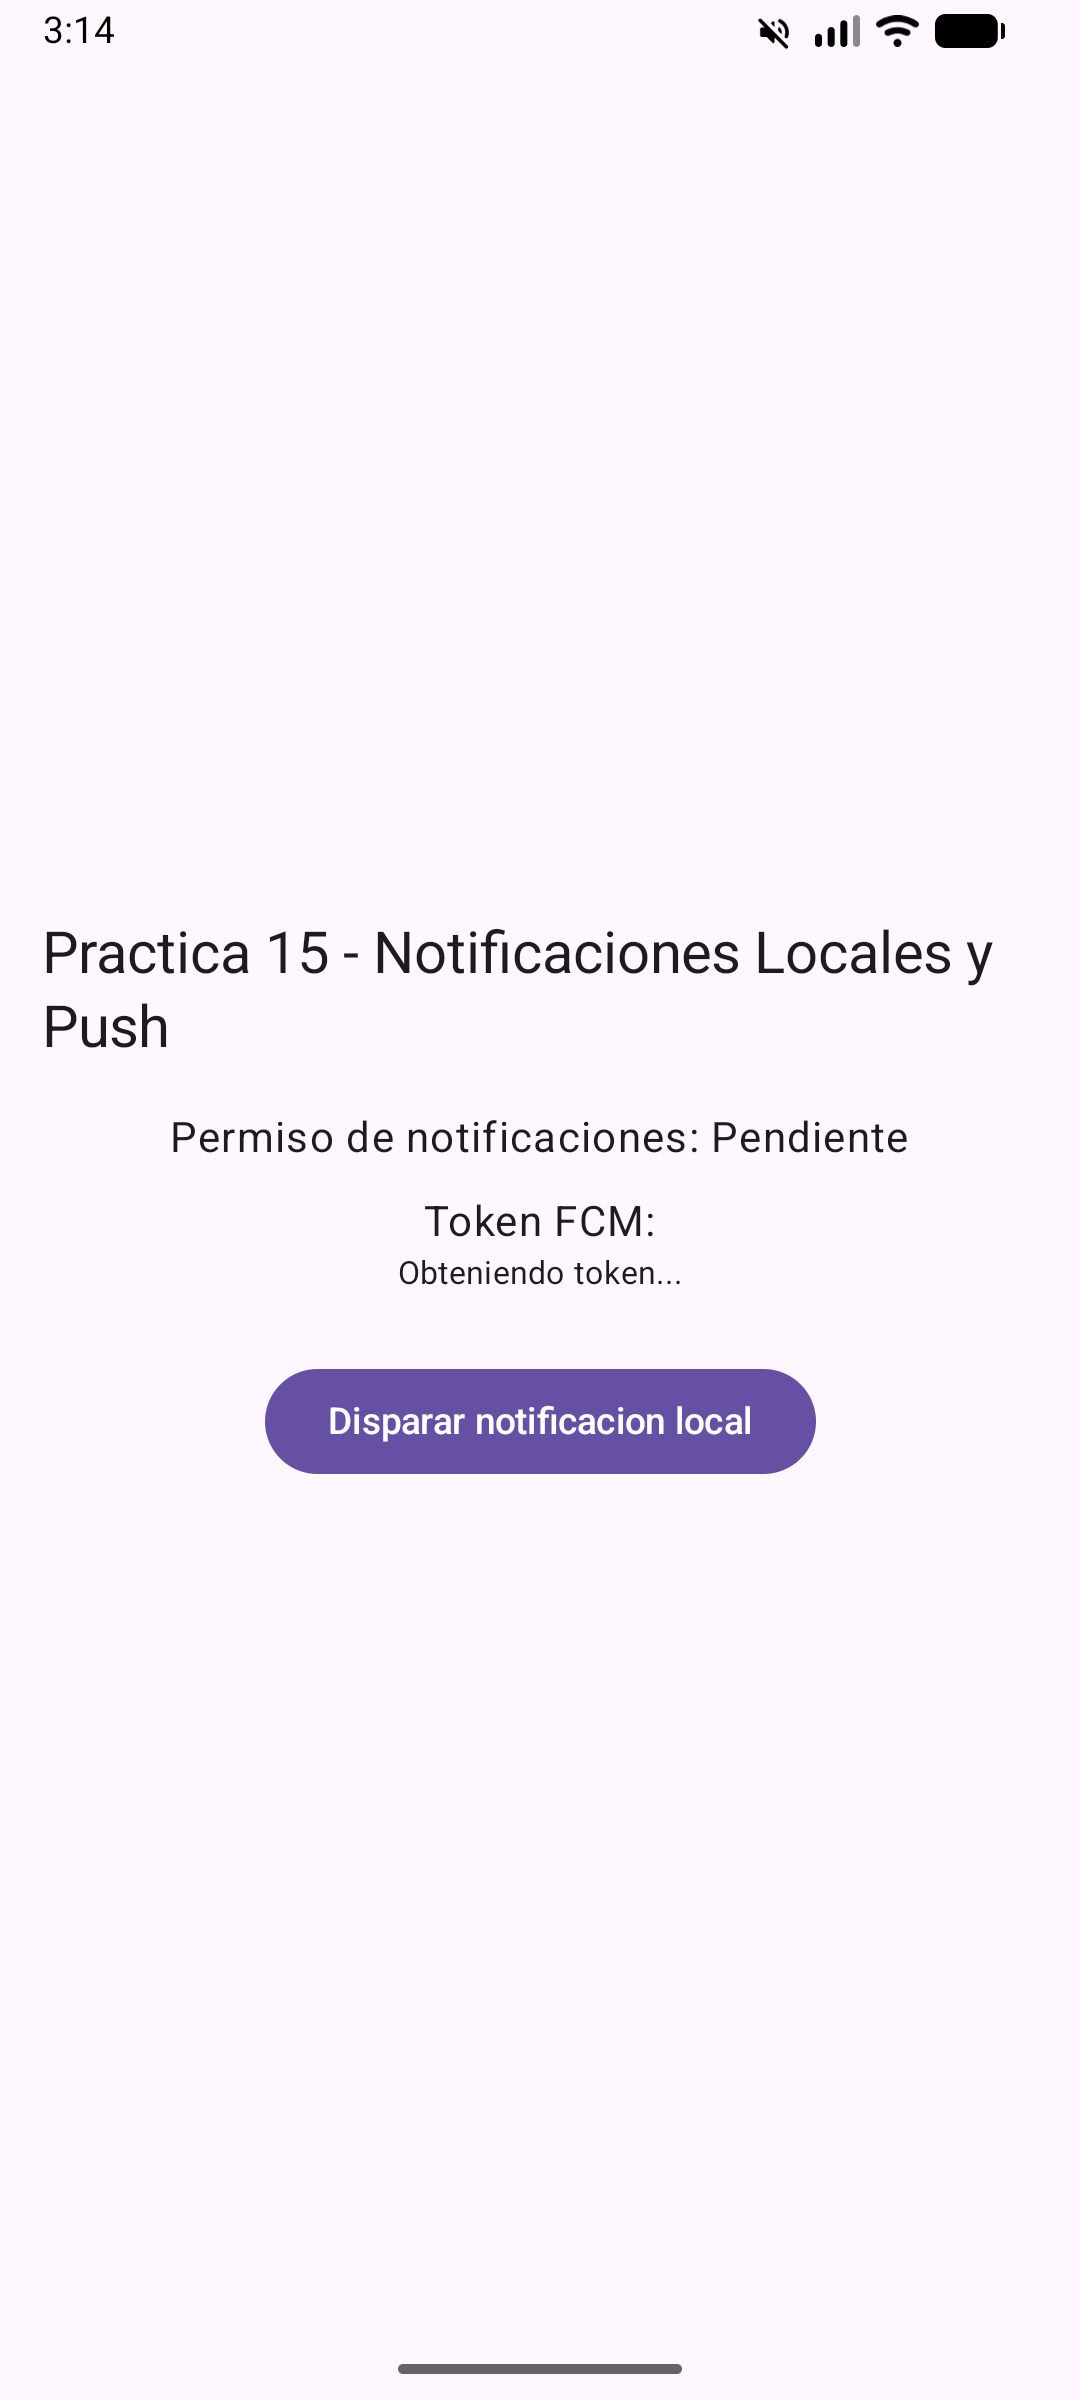 3:14
Practica 15 - Notificaciones Locales y
Push
Permiso de notificaciones: Pendiente
Token FCM:
Obteniendo token...
Disparar notificacion local